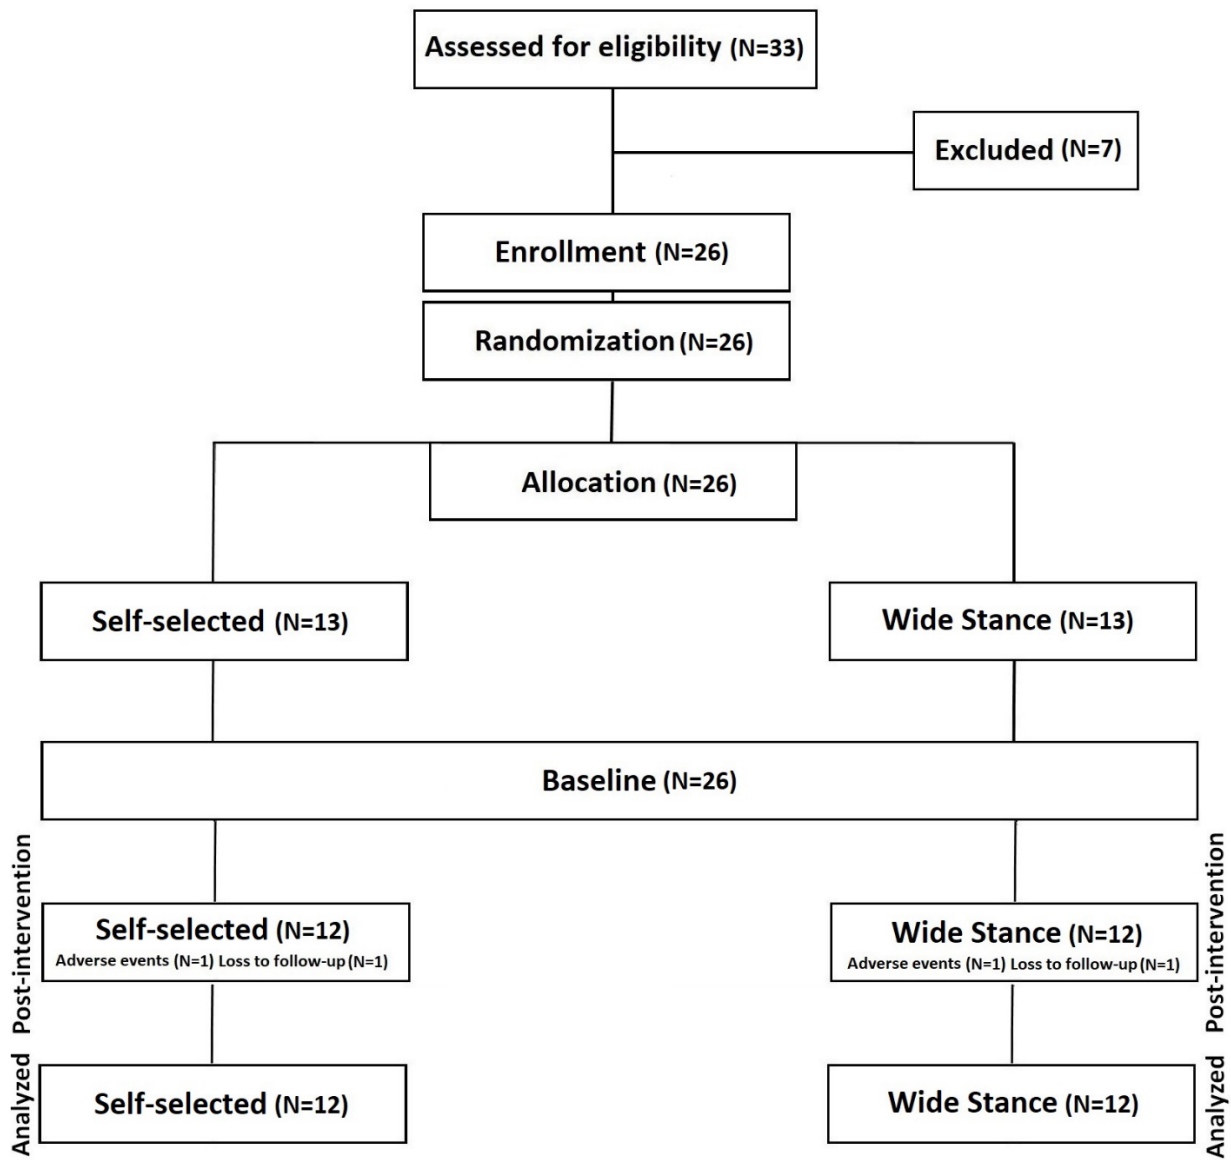 Assessed for eligibility (N=33)
Excluded (N=7)
Enrollment (N=26)
Randomization (N=26)
Allocation (N=26)
Self-selected (N=13)
Wide Stance (N=13)
Baseline (N=26)
Post-intervention
Self-selected (N=12)
Adverse events (N=1) Loss to follow-up (N=1)
Wide Stance (N=12)
Adverse events (N=1) Loss to follow-up (N=1)
Post-intervention
Analyzed
Self-selected (N=12)
Wide Stance (N=12)
Analyzed